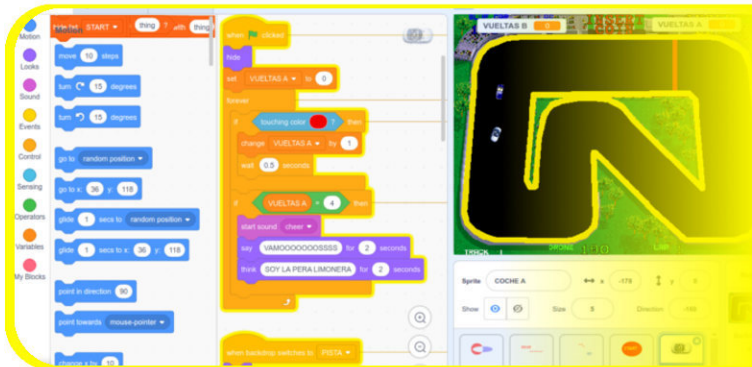 START
thing ? with thing
Motion
Motion
Looks
Sound
Events
Control
Sensing
Operators
Variables
My Blocks
move 10 steps
turn 15 degrees
turn 15 degrees
go to random position
go to x: 36 y: 118
glide 1 secs to random position
glide 1 secs to x: 36 y: 118
point in direction 90
point towards mouse-pointer
change x by 10
when clicked
hide
set VUELTAS A to 0
forever
if touching color ? then
change VUELTAS A by 1
wait 0.5 seconds
if VUELTAS A = 4 then
start sound cheer
say VAMOOOOOOOSSSS for 2 seconds
think SOY LA PERA LIMONERA for 2 seconds
when backdrop switches to PISTA
VUELTAS B 0
VUELTAS A
TRACK 1
Sprite COCHE A x -178 y
Show Size 5 Direction